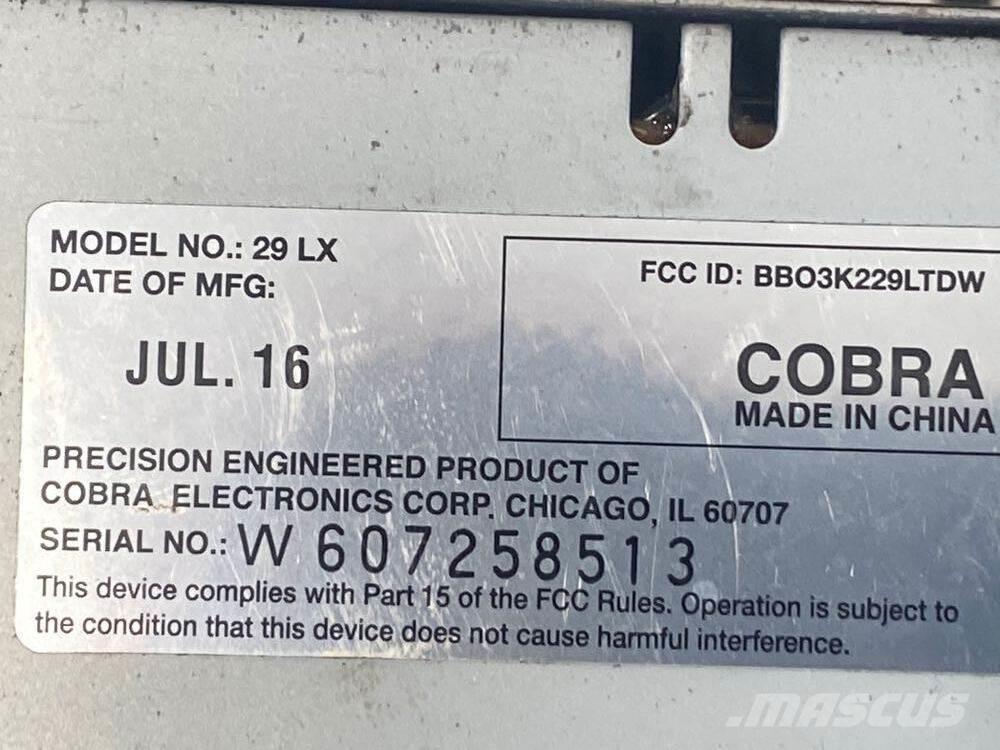 MODEL NO.: 29 LX
DATE OF MFG:
JUL. 16
FCC ID: BBO3K229LTDW
COBRA
MADE IN CHINA
PRECISION ENGINEERED PRODUCT OF
COBRA ELECTRONICS CORP. CHICAGO, IL 60707
SERIAL NO.: W 607258513
This device complies with Part 15 of the FCC Rules. Operation is subject to
the condition that this device does not cause harmful interference.
.MASCUS